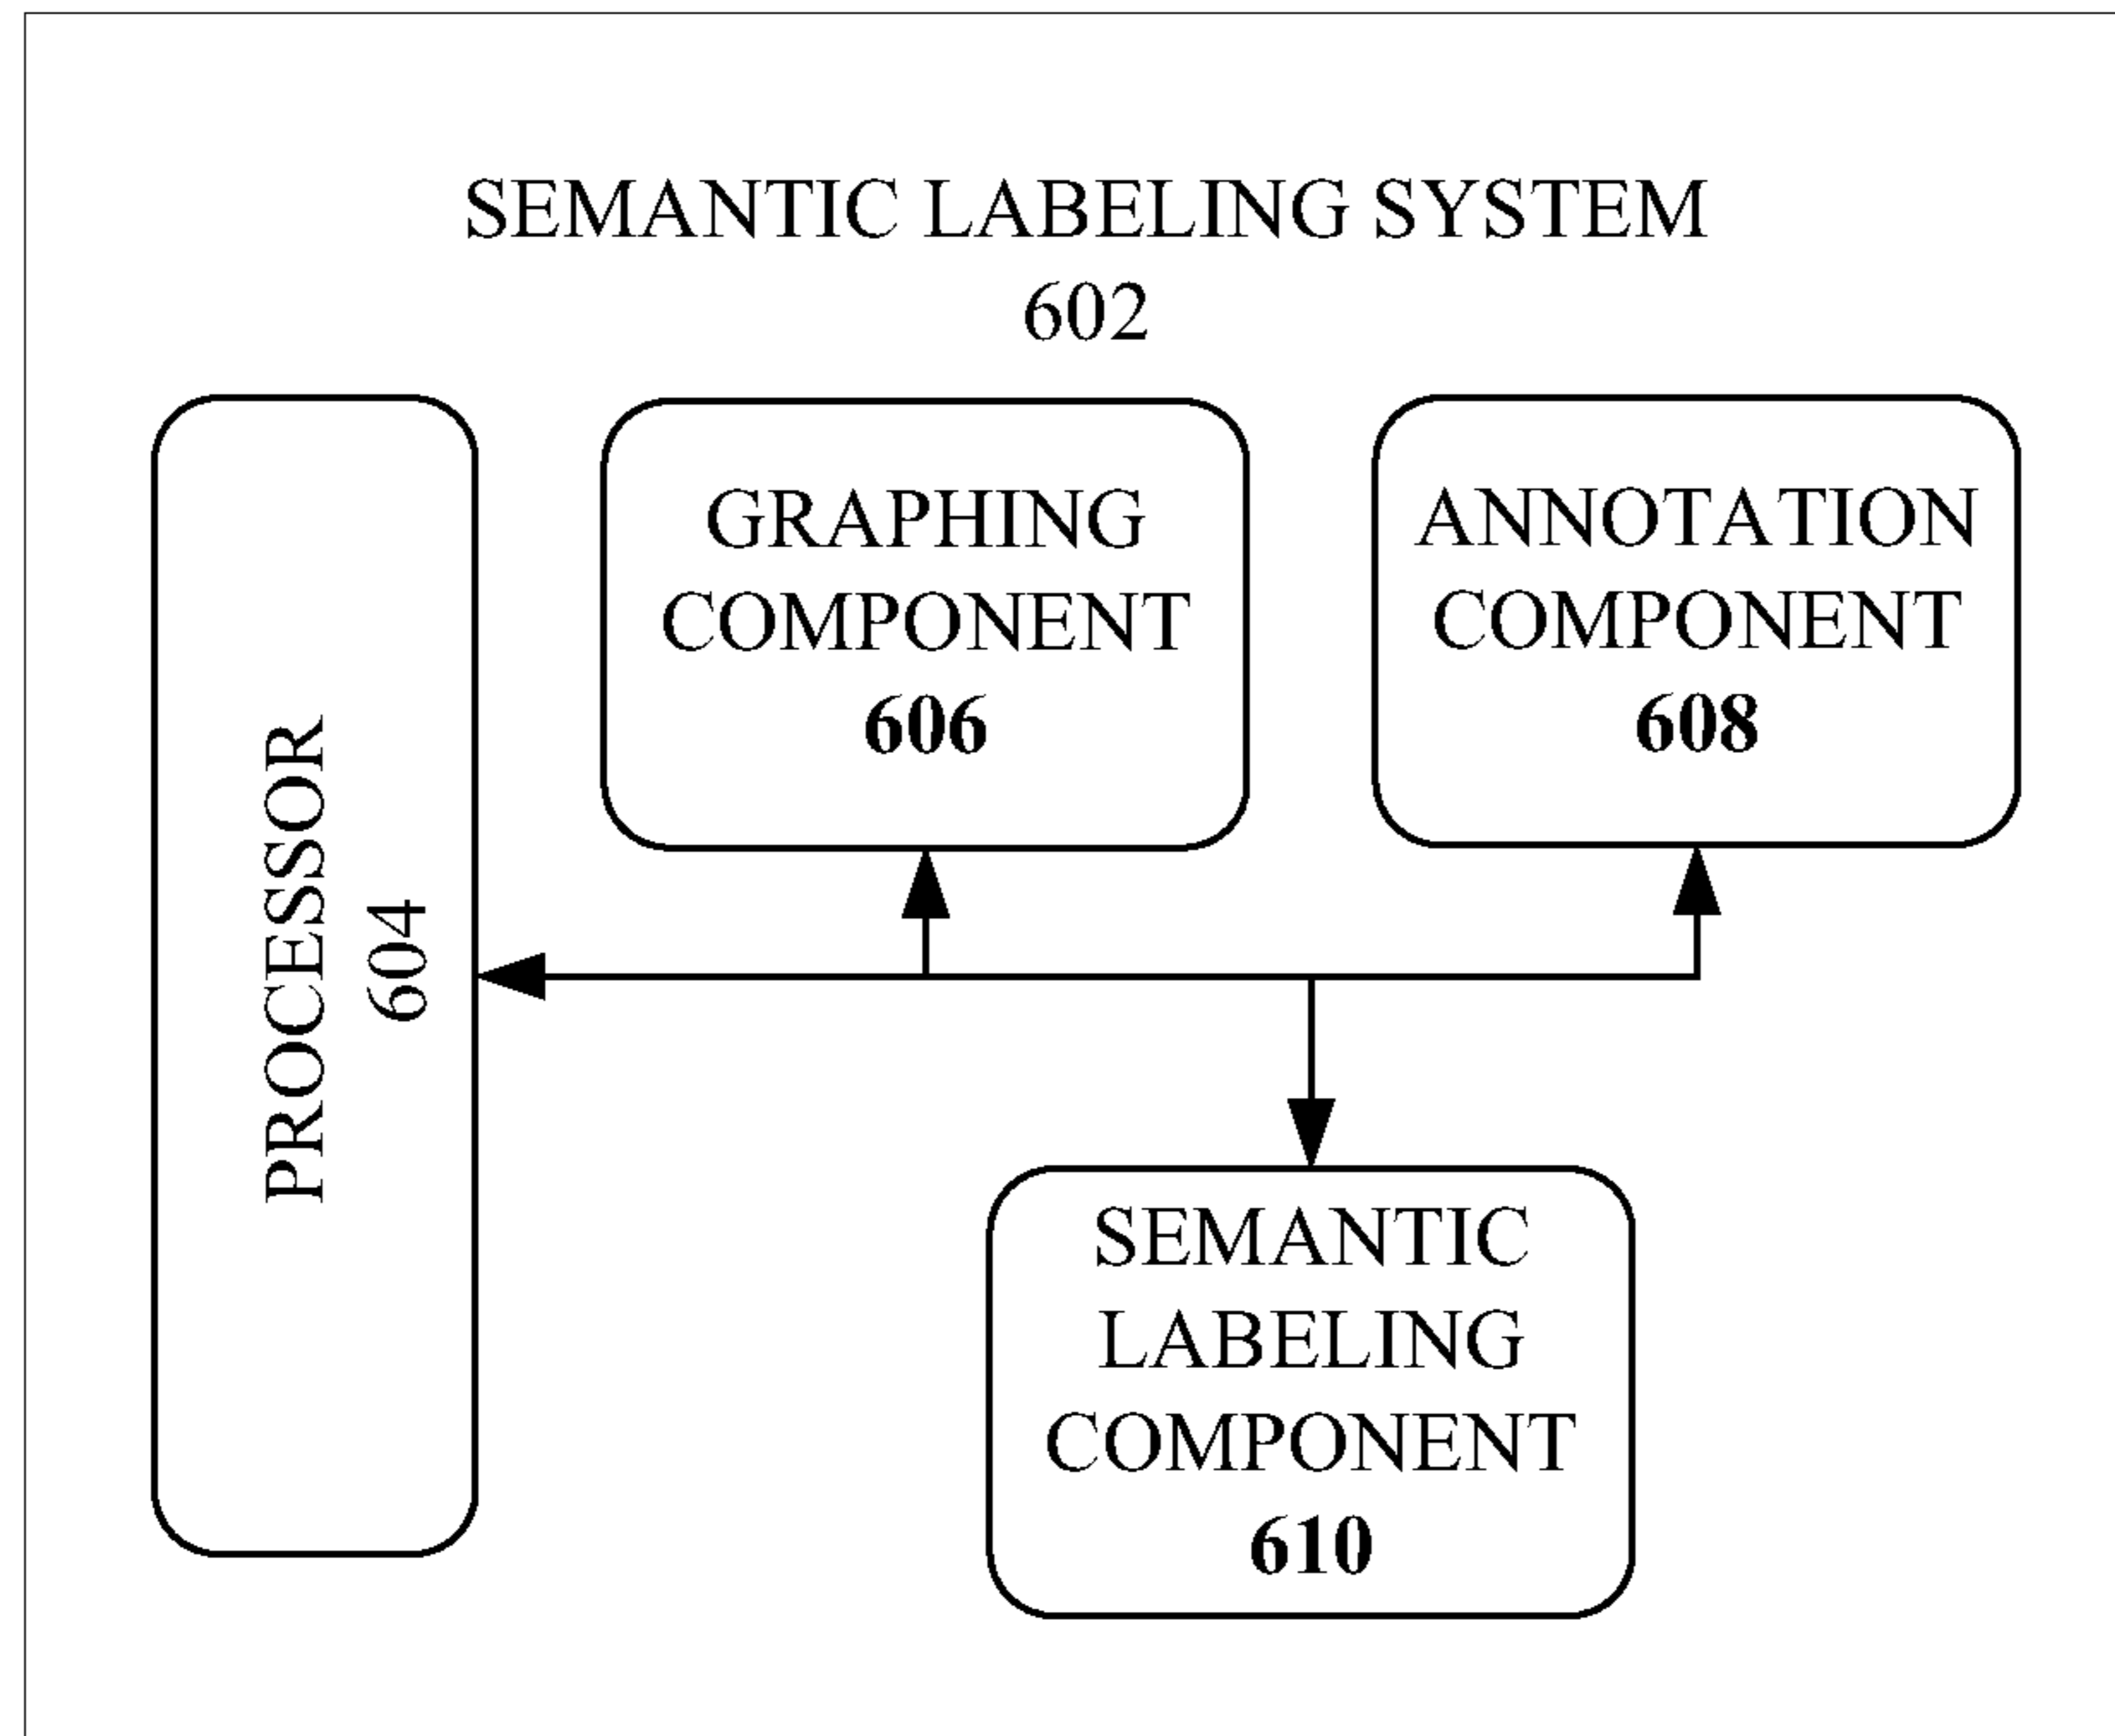 SEMANTIC LABELING SYSTEM
602
PROCESSOR
604
GRAPHING
COMPONENT
606
ANNOTATION
COMPONENT
608
SEMANTIC
LABELING
COMPONENT
610